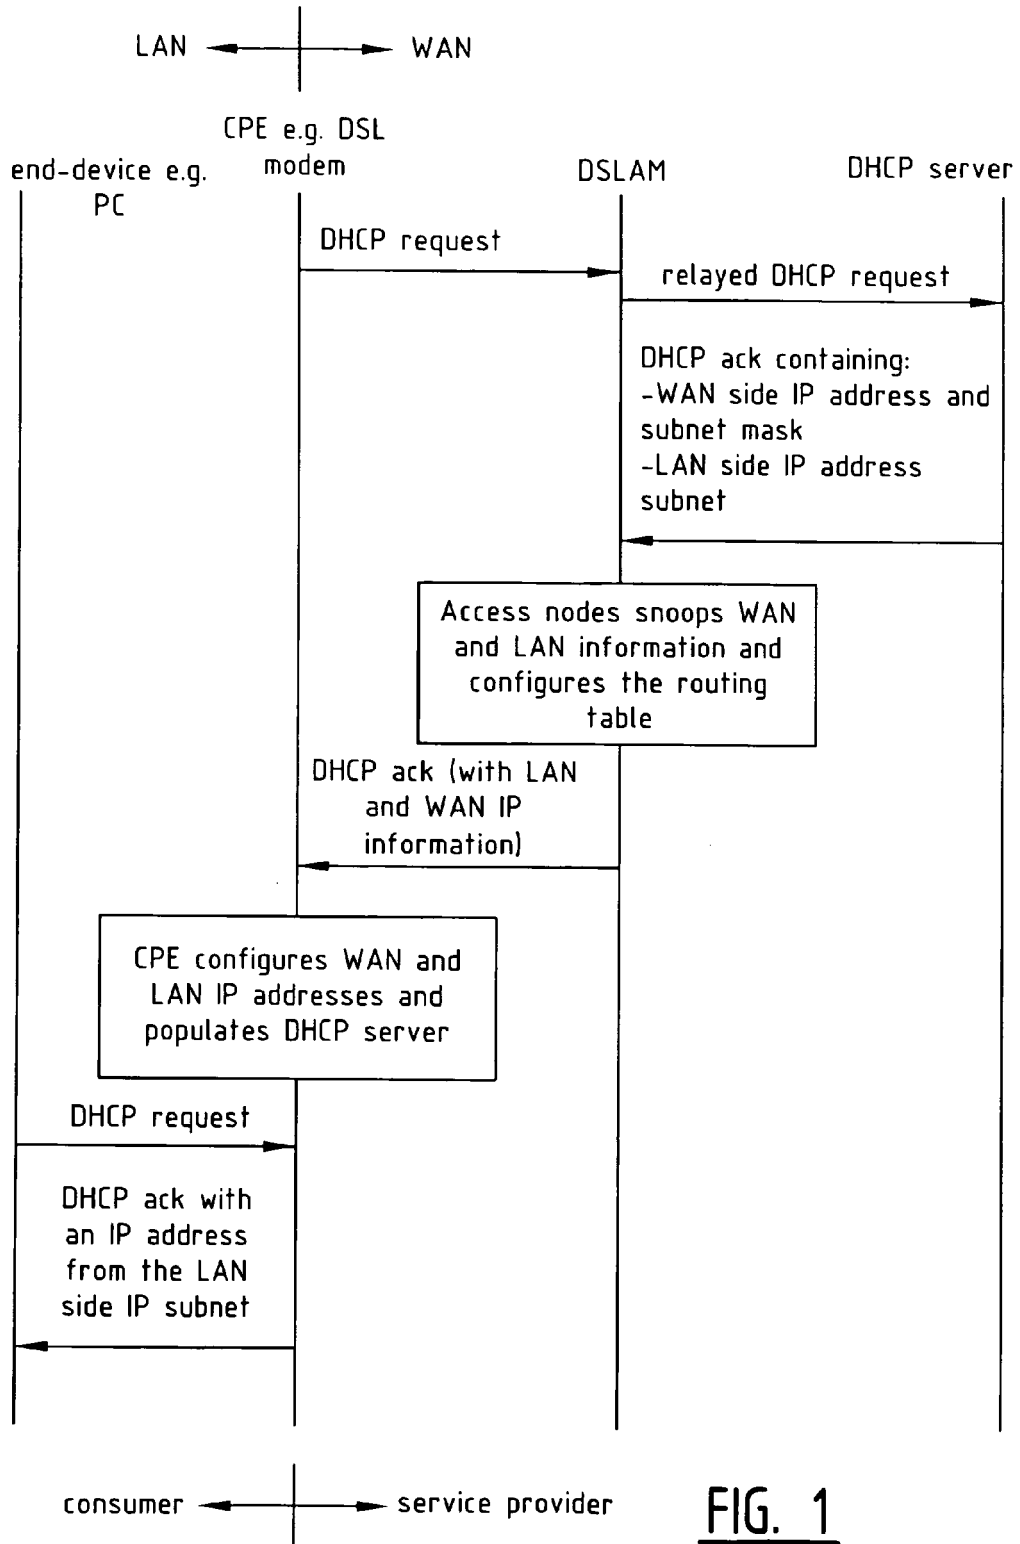 LAN
WAN
CPE e.g. DSL
modem
end-device e.g.
PC
DSLAM
DHCP server
DHCP request
relayed DHCP request
DHCP ack containing:
-WAN side IP address and
subnet mask
-LAN side IP address
subnet
Access nodes snoops WAN
and LAN information and
configures the routing
table
DHCP ack (with LAN
and WAN IP
information)
CPE configures WAN and
LAN IP addresses and
populates DHCP server
DHCP request
DHCP ack with
an IP address
from the LAN
side IP subnet
consumer
service provider
FIG. 1